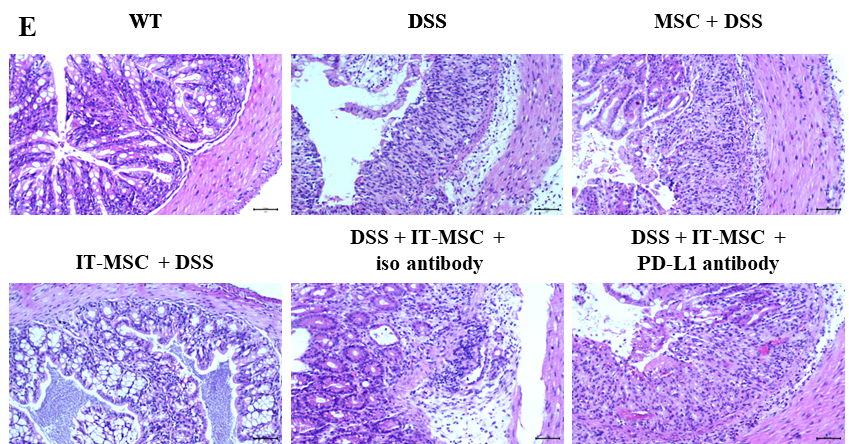 E
WT
DSS
MSC + DSS
IT-MSC + DSS
DSS + IT-MSC +
iso antibody
DSS + IT-MSC +
PD-L1 antibody